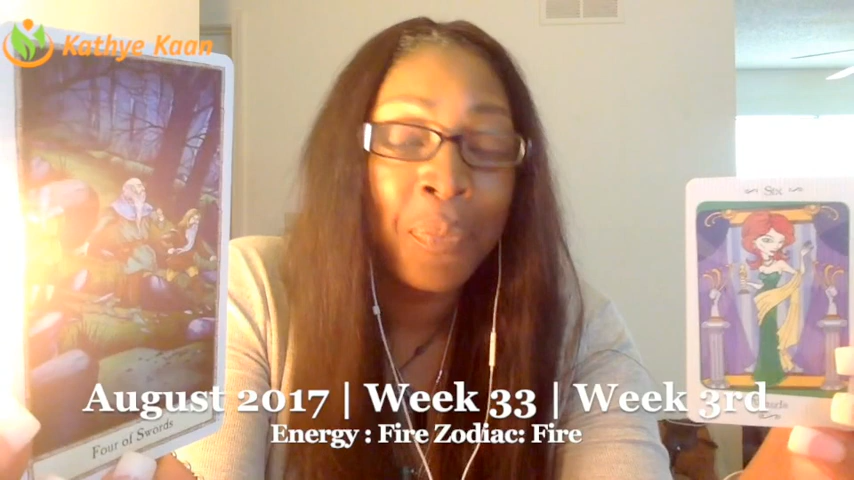 Kathye Kaan
Six
Four of Swords
August 2017 | Week 33 | Week 3rd
Energy : Fire Zodiac: Fire